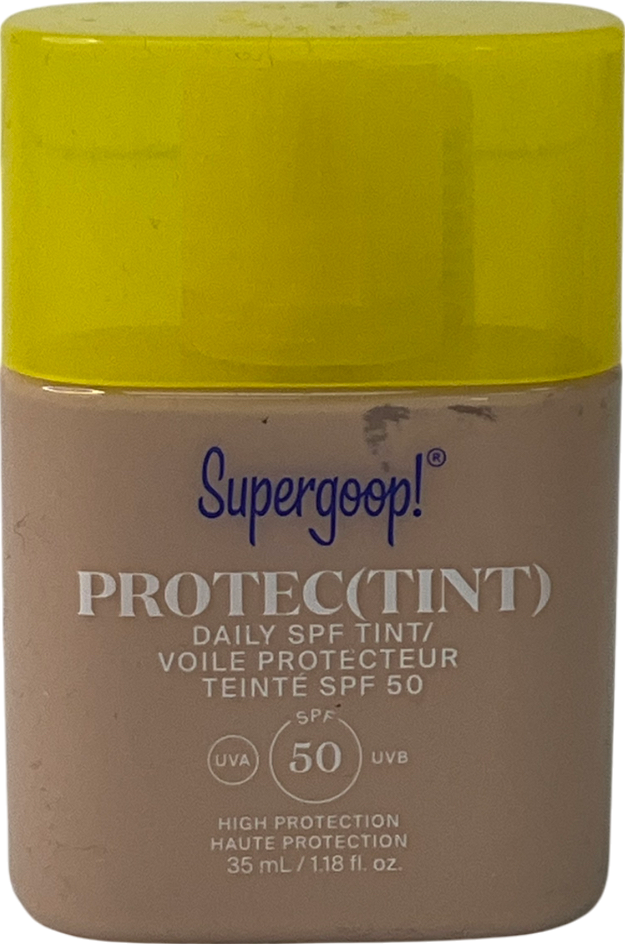 Supergoop!®
PROTEC(TINT)
DAILY SPF TINT/
VOILE PROTECTEUR
TEINTÉ SPF 50
SPF
UVA 50 UVB
HIGH PROTECTION
HAUTE PROTECTION
35 mL / 1.18 fl. oz.